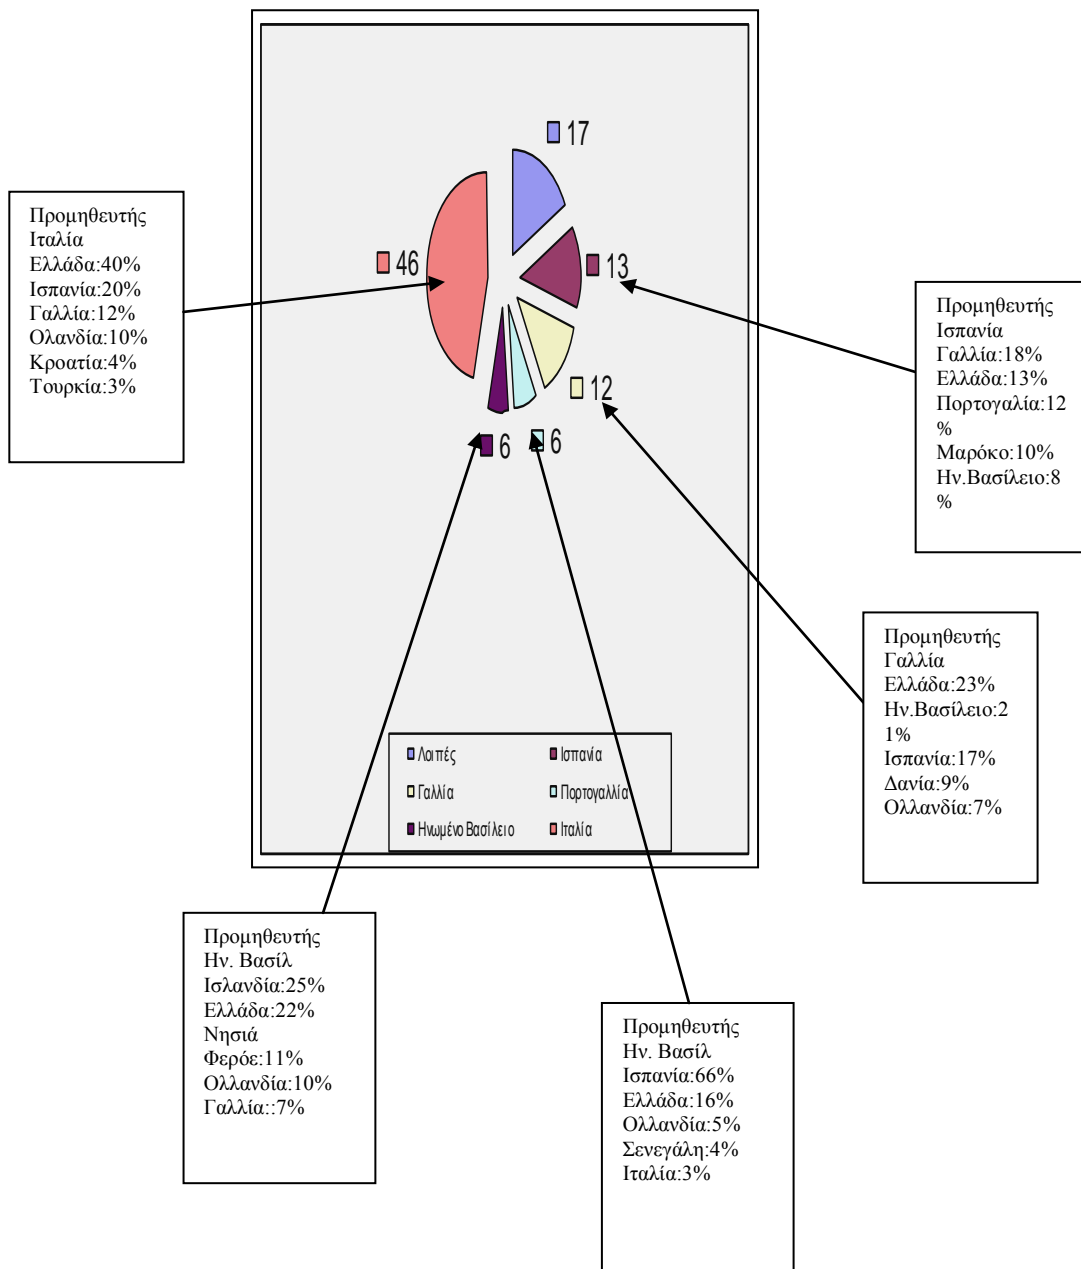 17
46
13
12
6
6
Προμηθευτής
Ιταλία
Ελλάδα:40%
Ισπανία:20%
Γαλλία:12%
Ολανδία:10%
Κροατία:4%
Τουρκία:3%
Προμηθευτής
Ισπανία
Γαλλία:18%
Ελλάδα:13%
Πορτογαλία:12
%
Μαρόκο:10%
Ην.Βασίλειο:8
%
Προμηθευτής
Γαλλία
Ελλάδα:23%
Ην.Βασίλειο:2
1%
Ισπανία:17%
Δανία:9%
Ολλανδία:7%
Λοιπές
Ισπανία
Γαλλία
Πορτογαλλία
Ηνωμένο Βασίλειο
Ιταλία
Προμηθευτής
Ην. Βασίλ
Ισλανδία:25%
Ελλάδα:22%
Νησιά
Φερόε:11%
Ολλανδία:10%
Γαλλία::7%
Προμηθευτής
Ην. Βασίλ
Ισπανία:66%
Ελλάδα:16%
Ολλανδία:5%
Σενεγάλη:4%
Ιταλία:3%